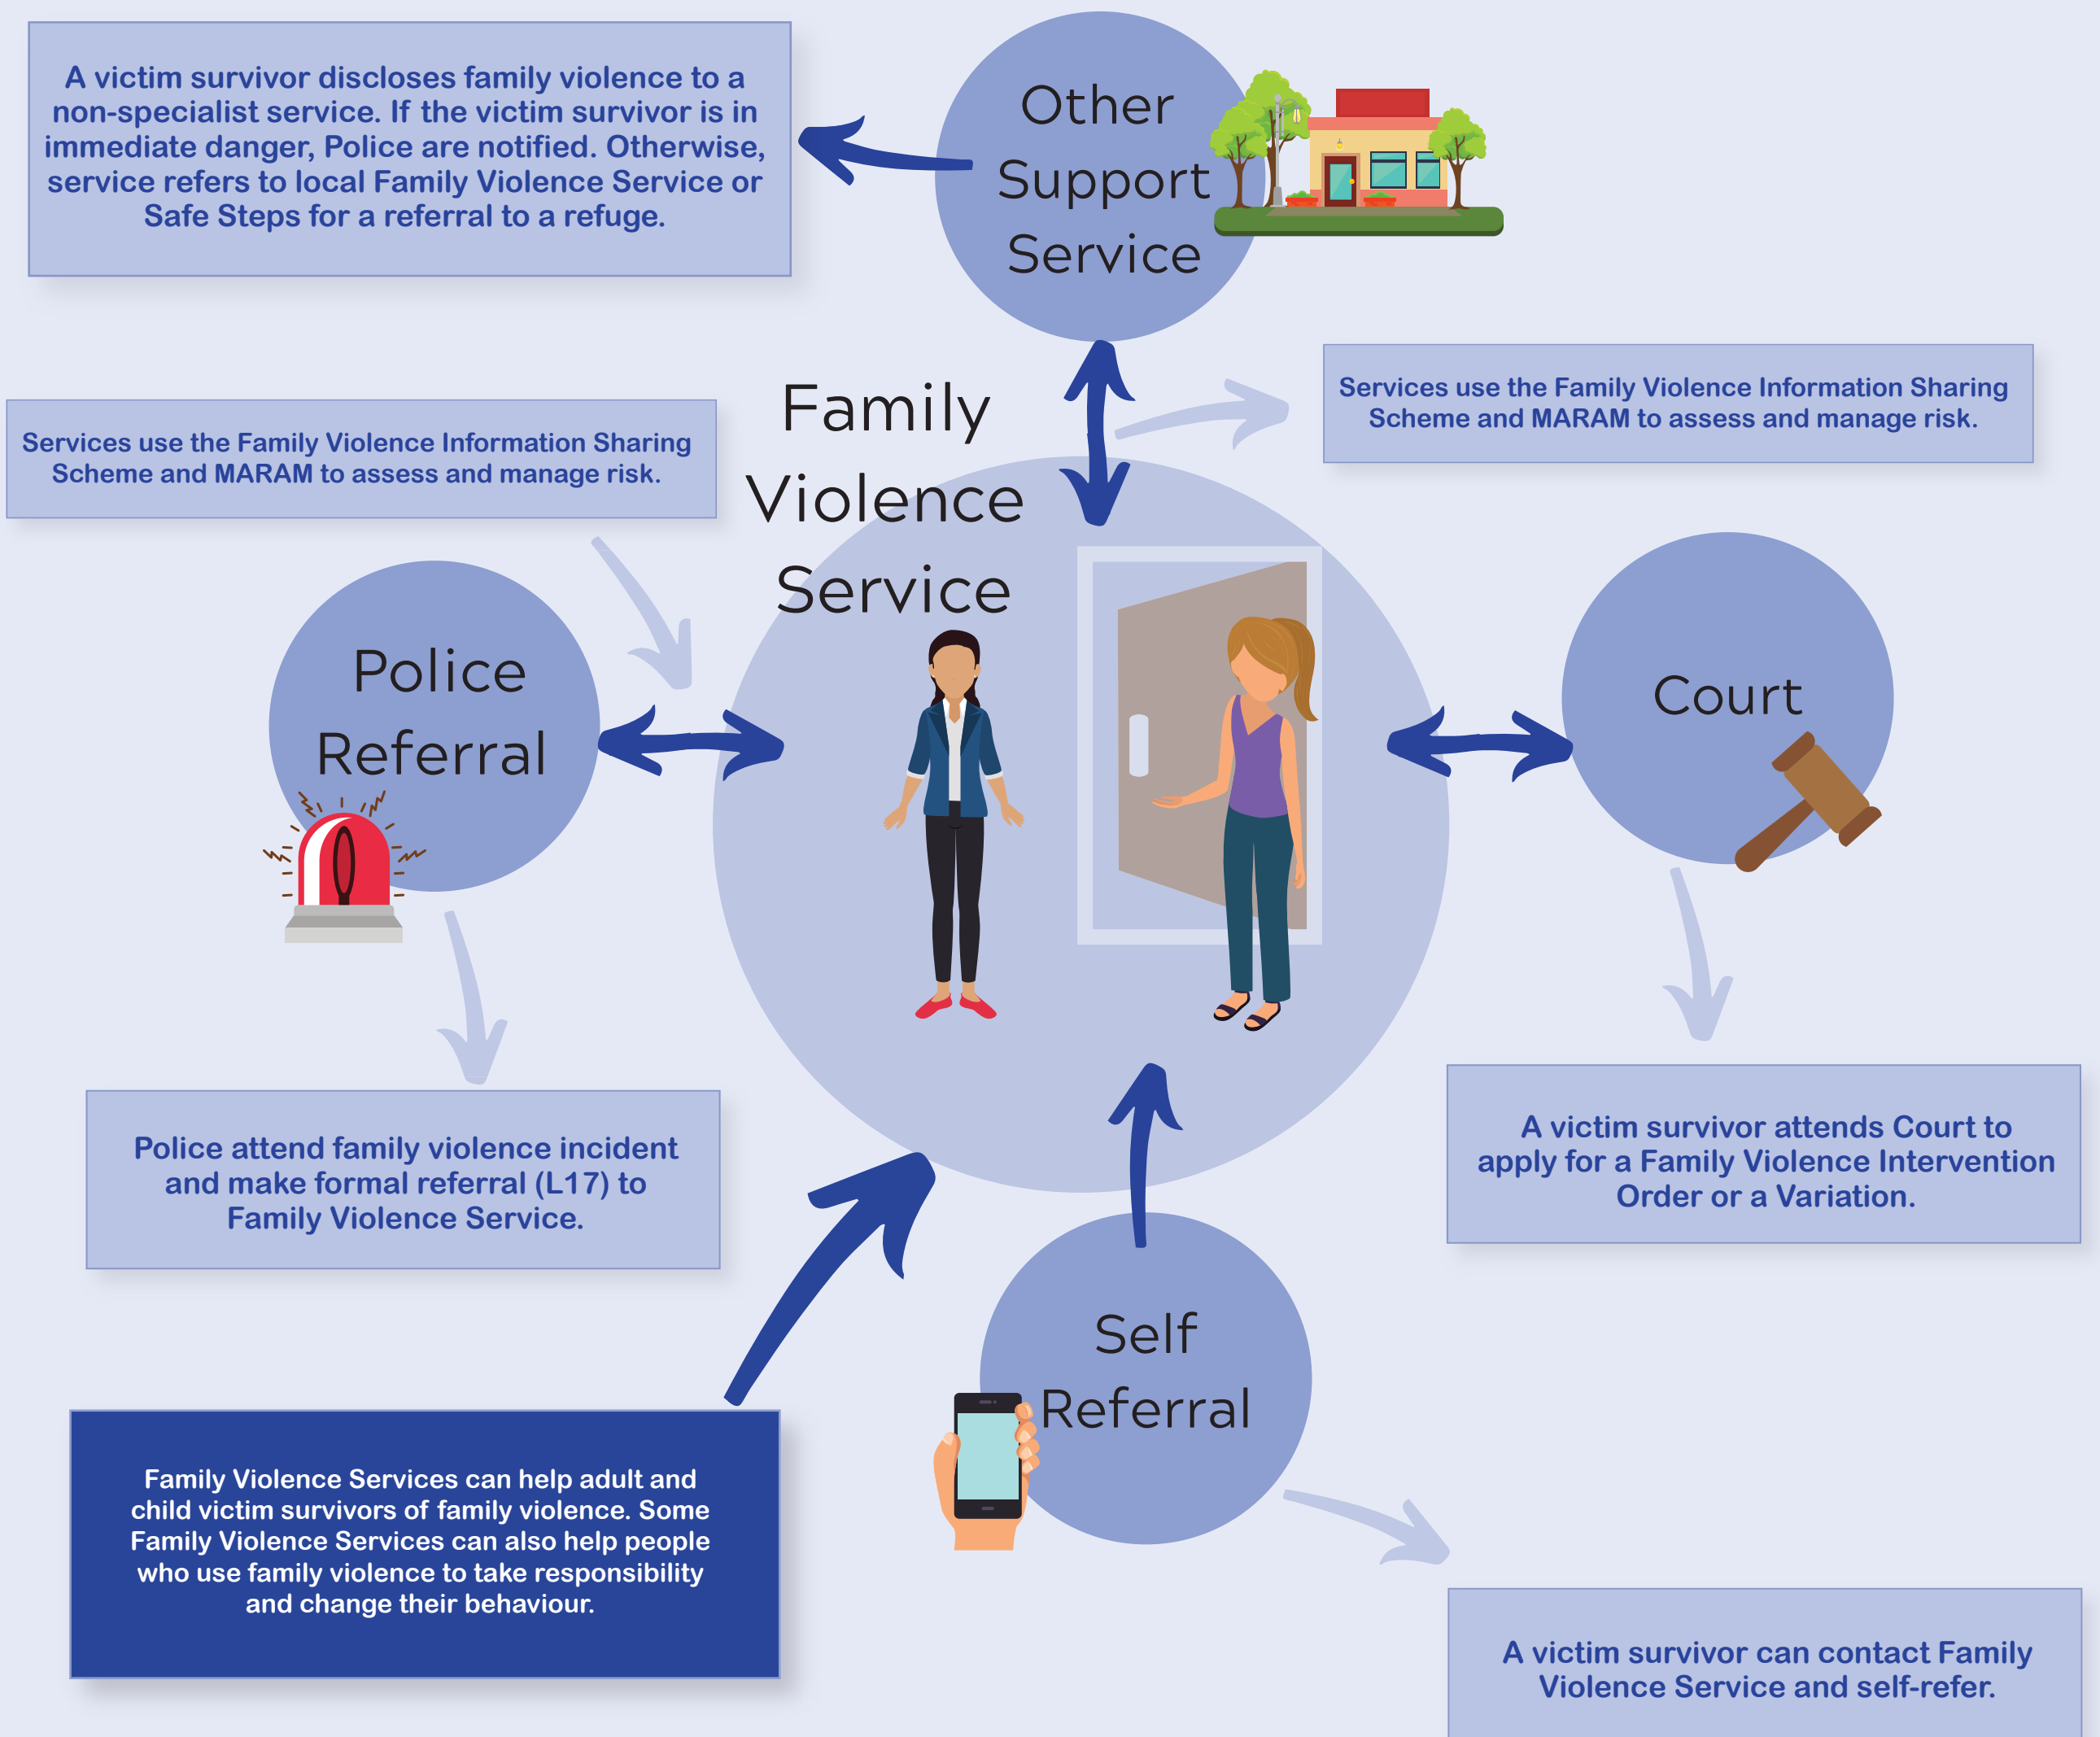 A victim survivor discloses family violence to a
non-specialist service. If the victim survivor is in
immediate danger, Police are notified. Otherwise,
service refers to local Family Violence Service or
Safe Steps for a referral to a refuge.
Other
Support
Service
Services use the Family Violence Information Sharing
Scheme and MARAM to assess and manage risk.
Services use the Family Violence Information Sharing
Scheme and MARAM to assess and manage risk.
Family
Violence
Service
Police
Referral
Court
Police attend family violence incident
and make formal referral (L17) to
Family Violence Service.
A victim survivor attends Court to
apply for a Family Violence Intervention
Order or a Variation.
Self
Referral
Family Violence Services can help adult and
child victim survivors of family violence. Some
Family Violence Services can also help people
who use family violence to take responsibility
and change their behaviour.
A victim survivor can contact Family
Violence Service and self-refer.